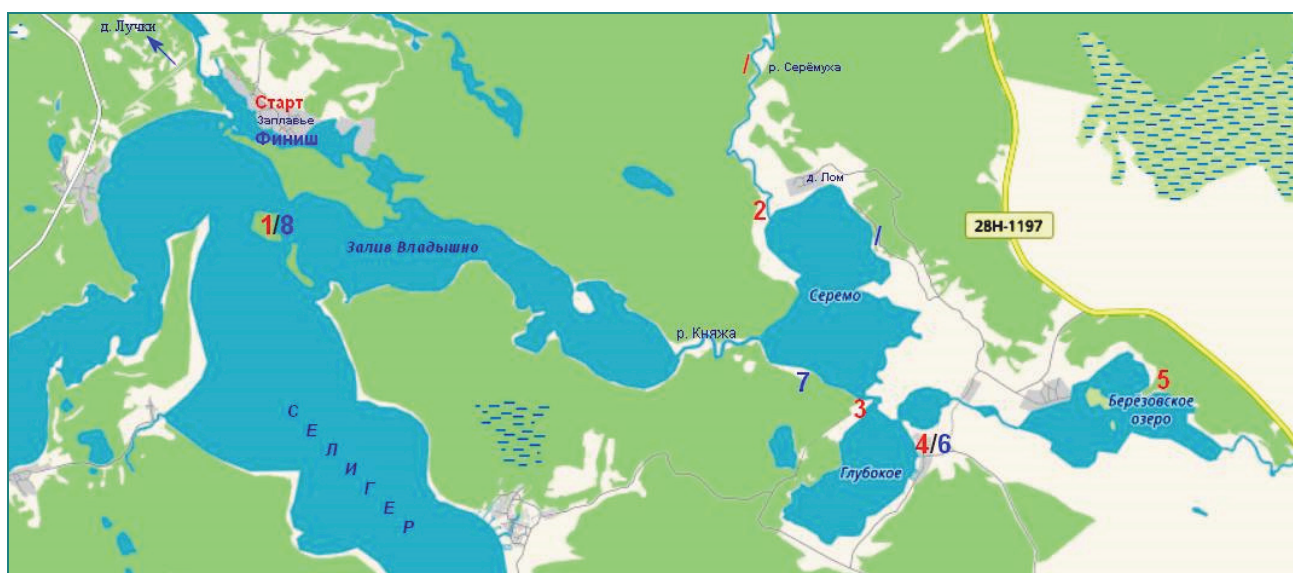 д. Лучки
Старт
Заплавье
Финиш
/
р. Серёмуха
д. Лом
2
/
1/8
Залив Владышно
28Н-1197
Серемо
р. Княжа
7
3
5
Березовское
озеро
4/6
Глубокое
СЕЛИГЕР